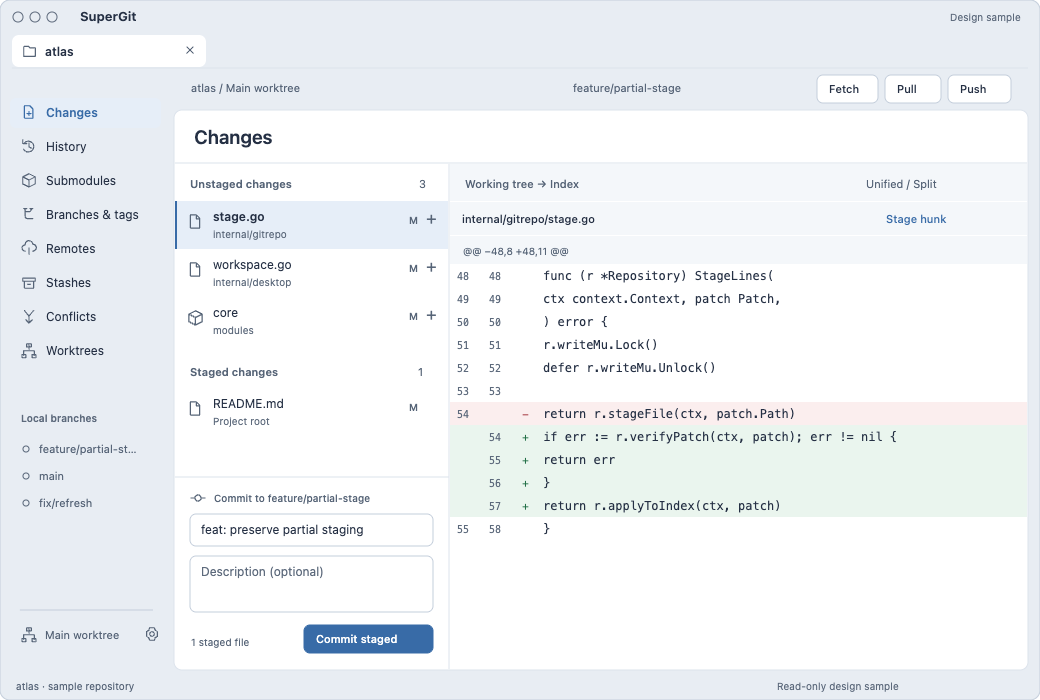 SuperGit
Design sample
atlas
atlas / Main worktree
feature/partial-stage
Fetch
Pull
Push
Changes
History
Submodules
Branches & tags
Remotes
Stashes
Conflicts
Worktrees
Local branches
feature/partial-st...
main
fix/refresh
Main worktree
Changes
Unstaged changes 3
stage.go M +
internal/gitrepo
workspace.go M +
internal/desktop
core M +
modules
Staged changes 1
README.md M
Project root
Commit to feature/partial-stage
feat: preserve partial staging
Description (optional)
1 staged file
Commit staged
Working tree → Index
Unified / Split
internal/gitrepo/stage.go
Stage hunk
@@ −48,8 +48,11 @@
48 48 func (r *Repository) StageLines(
49 49 ctx context.Context, patch Patch,
50 50 ) error {
51 51 r.writeMu.Lock()
52 52 defer r.writeMu.Unlock()
53 53
54 − return r.stageFile(ctx, patch.Path)
54 + if err := r.verifyPatch(ctx, patch); err != nil {
55 + return err
56 + }
57 + return r.applyToIndex(ctx, patch)
55 58 }
atlas · sample repository
Read-only design sample